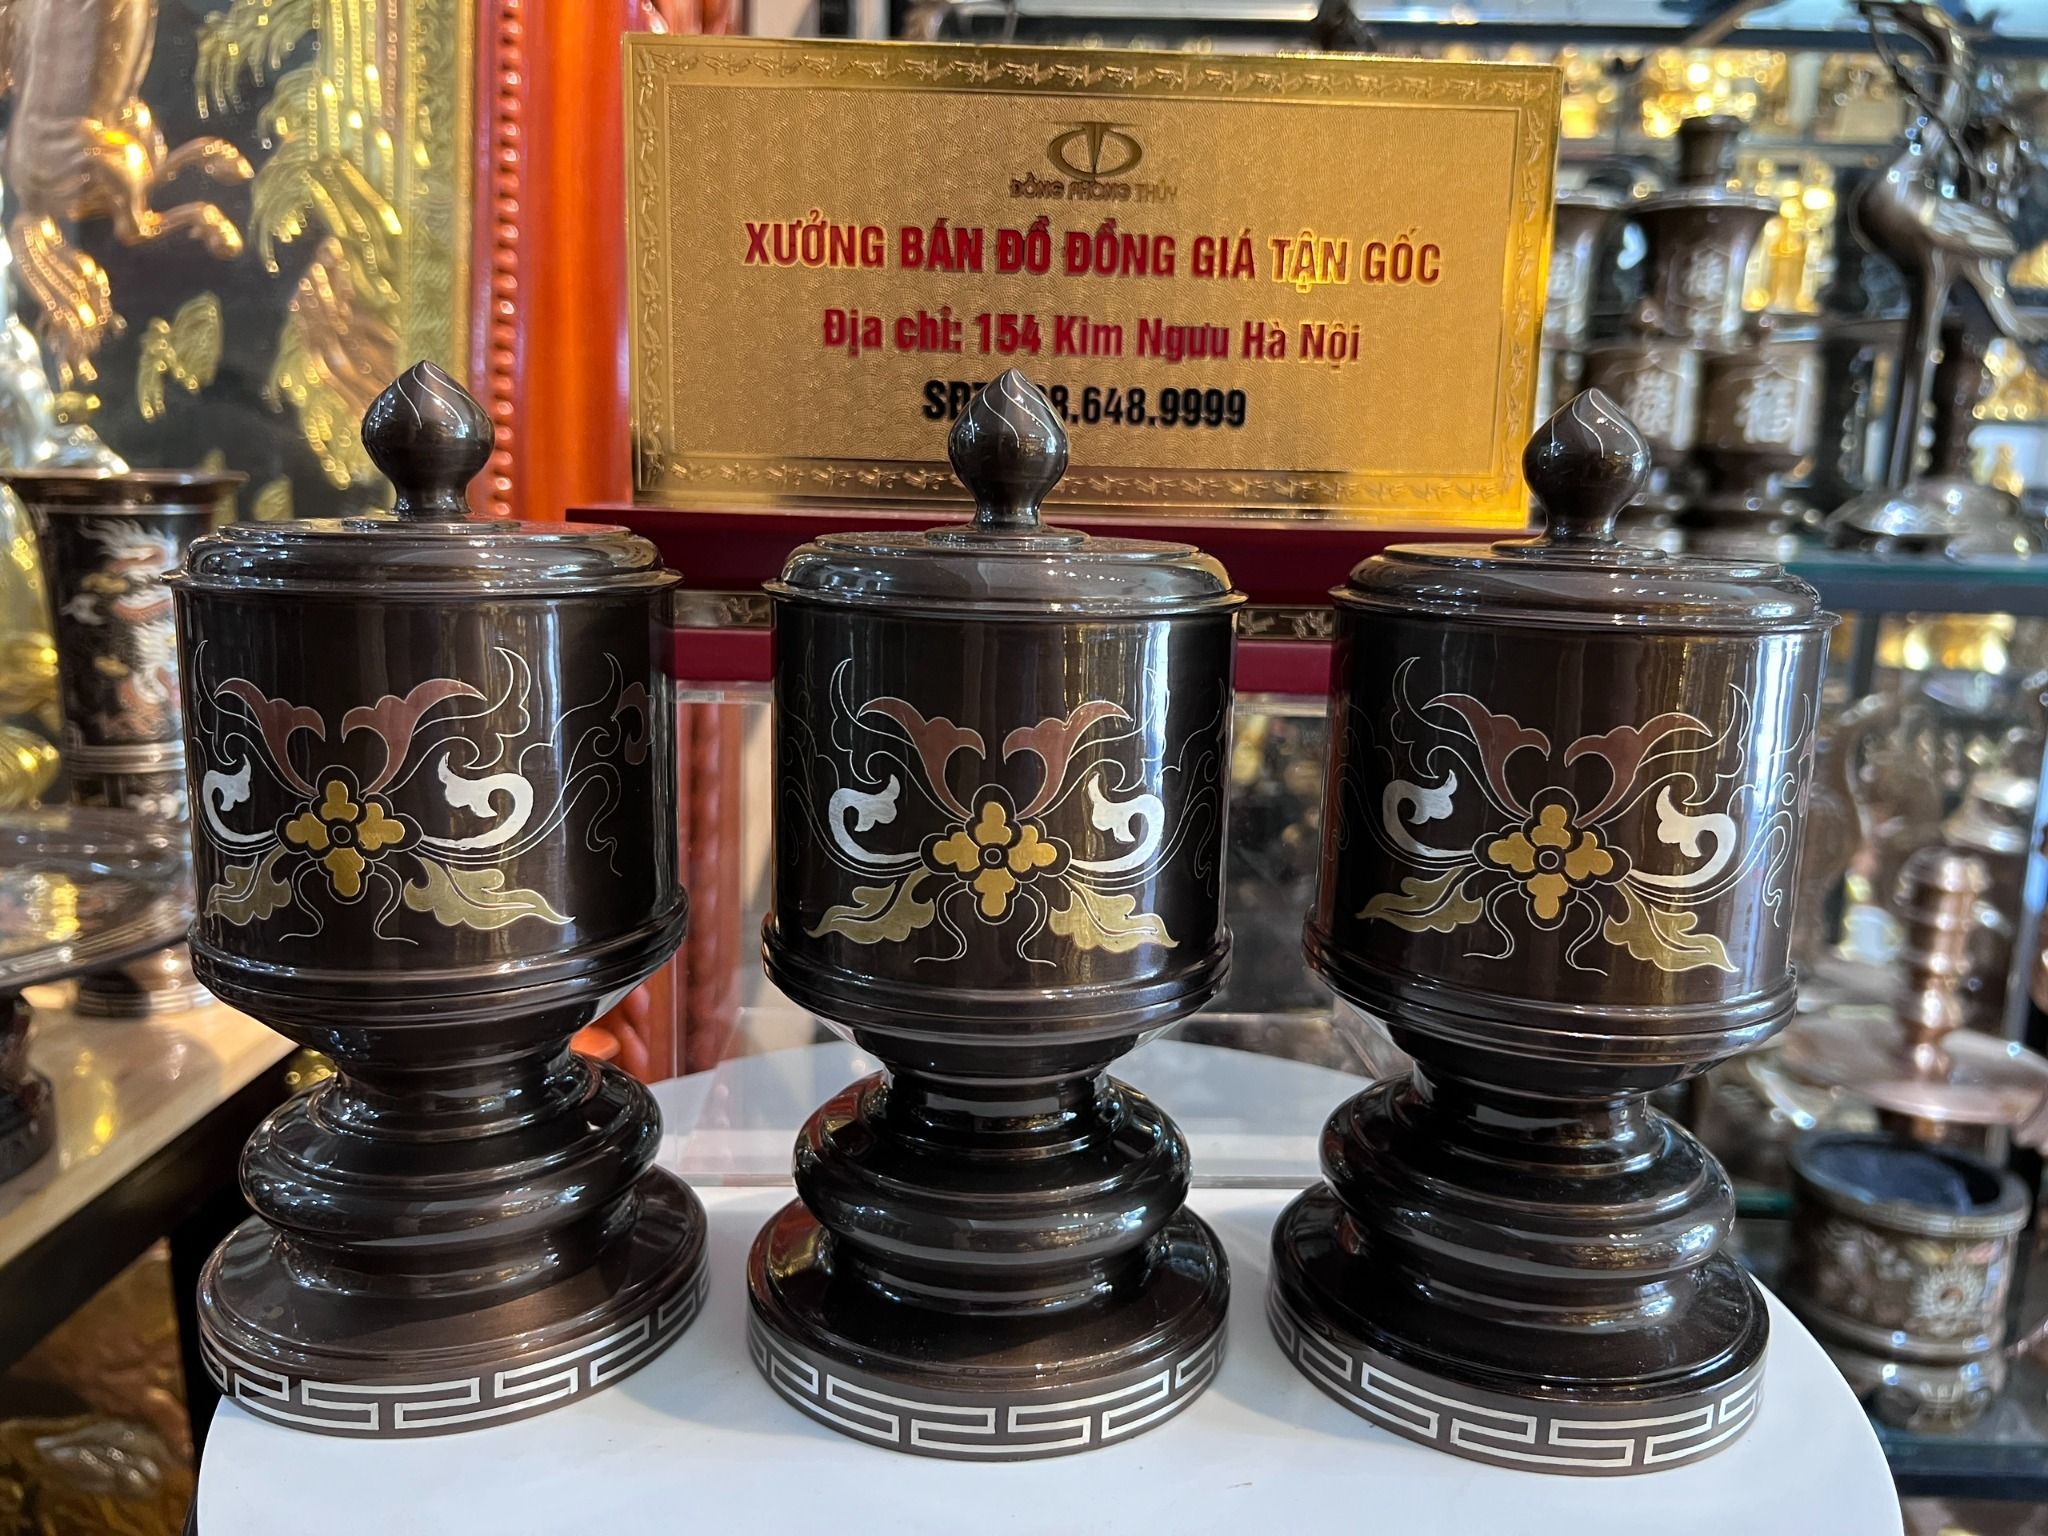 ĐỒNG PHONG THỦY
XƯỞNG BÁN ĐỒ ĐỒNG GIÁ TẬN GỐC
Địa chỉ: 154 Kim Ngưu Hà Nội
8.648.9999